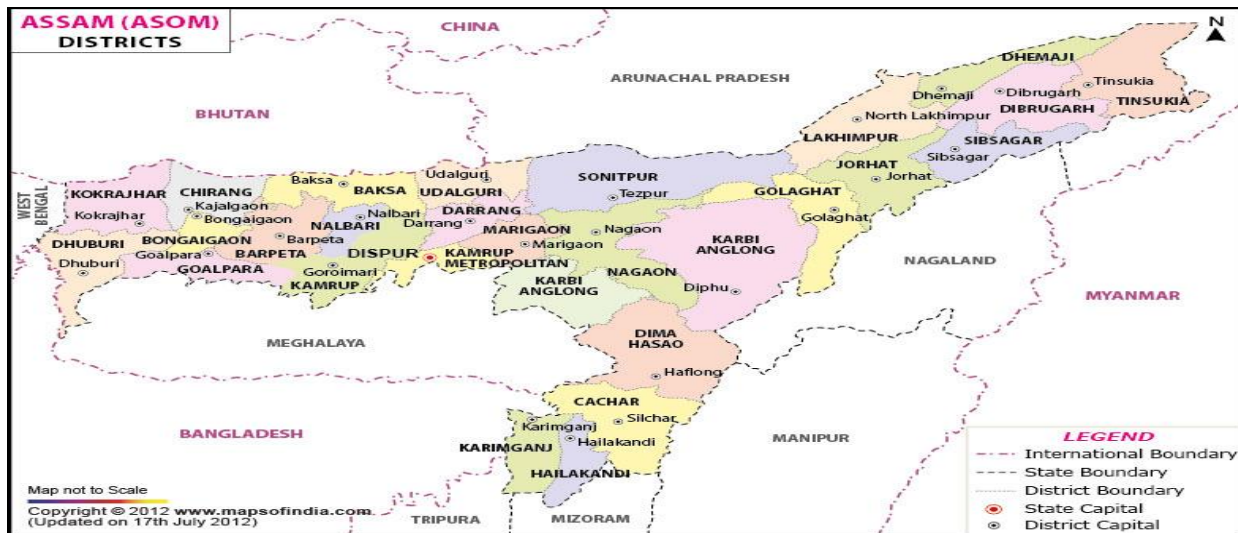 ASSAM (ASOM)
DISTRICTS
CHINA
N
ARUNACHAL PRADESH
BHUTAN
WEST
BENGAL
DHEMAJI
Dhemaji
Tinsukia
TINSUKIA
Dibrugarh
DIBRUGARH
North Lakhimpur
LAKHIMPUR
SIBSAGAR
Sibsagar
JORHAT
Jorhat
KOKRAJHAR
Kokrajhar
CHIRANG
Kajalgaon
Bongaigaon
BONGAIGAON
Baksa
BAKSA
Udalguri
UDALGURI
SONITPUR
Tezpur
GOLAGHAT
Golaghat
DHUBURI
Dhuburi
Goalpara
GOALPARA
Barpeta
BARPETA
Nalbari
NALBARI
DARRANG
Darrang
DISPUR
Goroimari
KAMRUP
MARIGAON
Marigaon
KAMRUP
METROPOLITAN
Nagaon
NAGAON
KARBI
ANGLONG
KARBI
ANGLONG
Diphu
NAGALAND
MYANMAR
MEGHALAYA
DIMA
HASAO
Haflong
CACHAR
Silchar
Karimganj
KARIMGANJ
Hailakandi
HAILAKANDI
BANGLADESH
MANIPUR
TRIPURA
MIZORAM
LEGEND
International Boundary
State Boundary
District Boundary
State Capital
District Capital
Map not to Scale
Copyright © 2012 www.mapsofindia.com
(Updated on 17th July 2012)